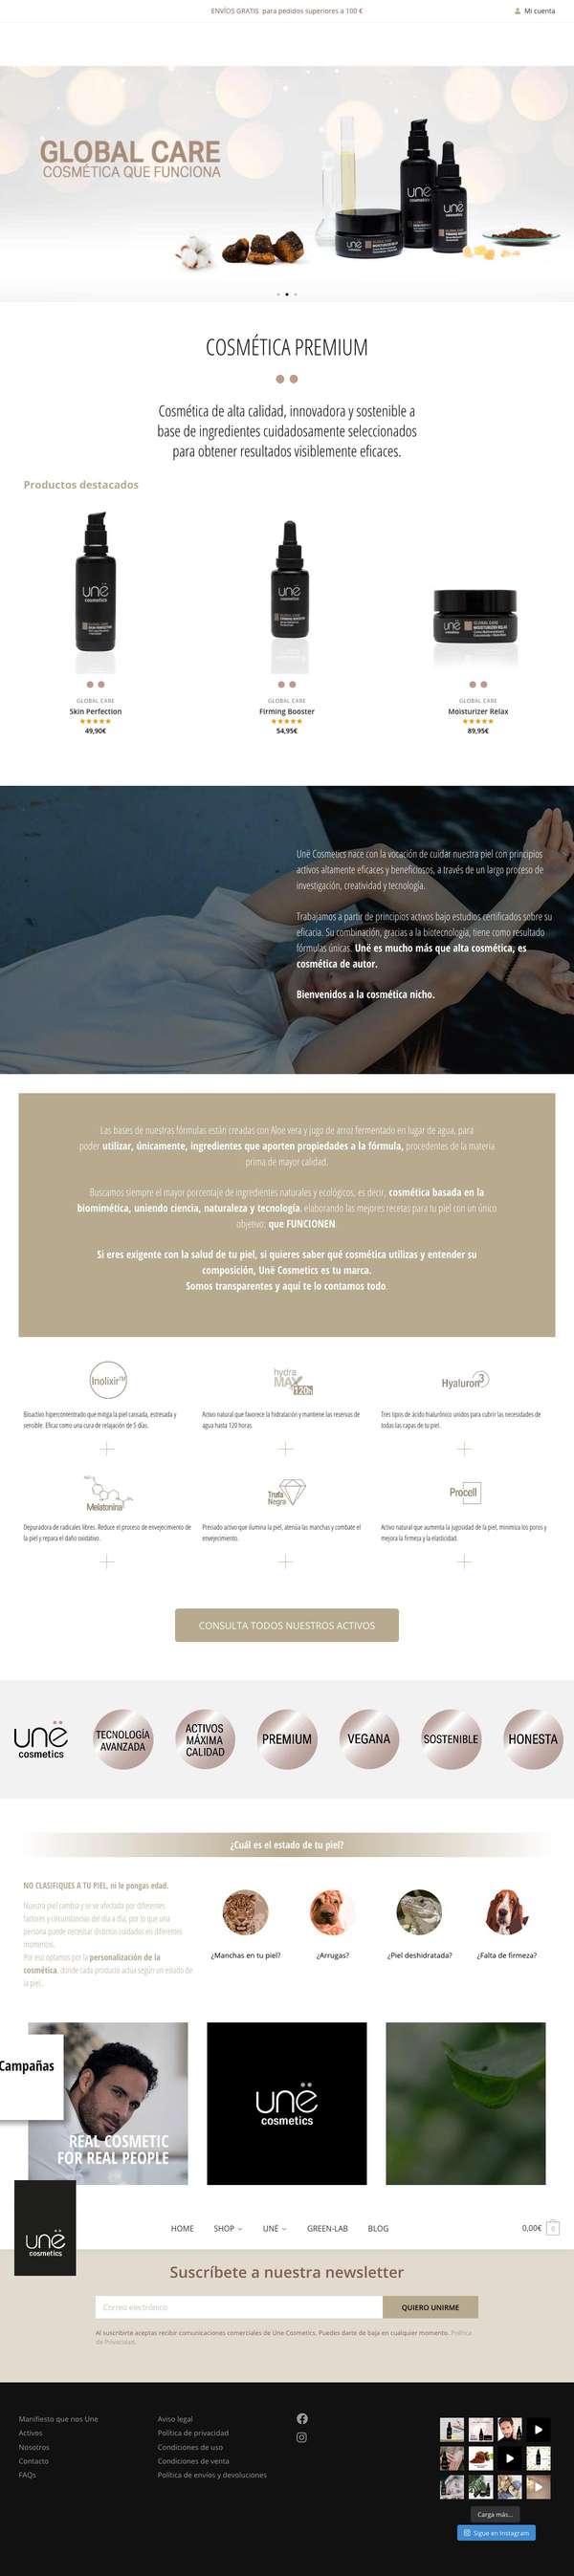 ENVÍOS GRATIS para pedidos superiores a 100 €
Mi cuenta
GLOBAL CARE
COSMÉTICA QUE FUNCIONA
unë
cosmetics
unë
cosmetics
unë
COSMÉTICA PREMIUM
Cosmética de alta calidad, innovadora y sostenible a
base de ingredientes cuidadosamente seleccionados
para obtener resultados visiblemente eficaces.
Productos destacados
unë
cosmetics
unë
cosmetics
unë
cosmetics
GLOBAL CARE
MOISTURIZER RELAX
GLOBAL CARE
Skin Perfection
49,90€
GLOBAL CARE
Firming Booster
54,95€
GLOBAL CARE
Moisturizer Relax
89,95€
Unë Cosmetics nace con la vocación de cuidar nuestra piel con principios
activos altamente eficaces y beneficiosos, a través de un largo proceso de
investigación, creatividad y tecnología.
Trabajamos a partir de principios activos bajo estudios certificados sobre su
eficacia. Su combinación, gracias a la biotecnología, tiene como resultado
fórmulas únicas. Unë es mucho más que alta cosmética; es
cosmética de autor.
Bienvenidos a la cosmética nicho.
Las bases de nuestras fórmulas están creadas con Aloe vera y jugo de arroz fermentado en lugar de agua, para
poder utilizar, únicamente, ingredientes que aporten propiedades a la fórmula, procedentes de la materia
prima de mayor calidad.
Buscamos siempre el mayor porcentaje de ingredientes naturales y ecológicos, es decir, cosmética basada en la
biomimética, uniendo ciencia, naturaleza y tecnología, elaborando las mejores recetas para tu piel con un único
objetivo: que FUNCIONEN.
Si eres exigente con la salud de tu piel, si quieres saber qué cosmética utilizas y entender su
composición, Unë Cosmetics es tu marca.
Somos transparentes y aquí te lo contamos todo.
Inolixir™
hydra
MAX
120h
Hyaluron3
Bioactivo hiperconcentrado que mitiga la piel cansada, estresada y
sensible. Eficaz como una cura de relajación de 5 días.
Activo natural que favorece la hidratación y mantiene las reservas de
agua hasta 120 horas.
Tres tipos de ácido hialurónico unidos para cubrir las necesidades de
todas las capas de tu piel.
Melatonina
Trufa
Negra
Procell
Depuradora de radicales libres. Reduce el proceso de envejecimiento de
la piel y repara el daño oxidativo.
Preciado activo que ilumina la piel, atenúa las manchas y combate el
envejecimiento.
Activo natural que aumenta la jugosidad de la piel, minimiza los poros y
mejora la firmeza y la elasticidad.
CONSULTA TODOS NUESTROS ACTIVOS
unë
cosmetics
TECNOLOGÍA
AVANZADA
ACTIVOS
MÁXIMA
CALIDAD
PREMIUM
VEGANA
SOSTENIBLE
HONESTA
¿Cuál es el estado de tu piel?
NO CLASIFIQUES A TU PIEL, ni le pongas edad.
Nuestra piel cambia y se ve afectada por diferentes
factores y circunstancias del día a día, por lo que una
persona puede necesitar distintos cuidados en diferentes
momentos.
Por eso optamos por la personalización de la
cosmética, donde cada producto actúa según un estado de
la piel.
¿Manchas en tu piel?
¿Arrugas?
¿Piel deshidratada?
¿Falta de firmeza?
Campañas
REAL COSMETIC
FOR REAL PEOPLE
unë
cosmetics
unë
cosmetics
HOME
SHOP
UNÉ
GREEN-LAB
BLOG
0,00€
0
Suscríbete a nuestra newsletter
Correo electrónico
QUIERO UNIRME
Al suscribirte aceptas recibir comunicaciones comerciales de Une Cosmetics. Puedes darte de baja en cualquier momento. Política
de Privacidad.
Manifiesto que nos Une
Activos
Nosotros
Contacto
FAQs
Aviso legal
Política de privacidad
Condiciones de uso
Condiciones de venta
Política de envíos y devoluciones
Carga más...
Sigue en Instagram